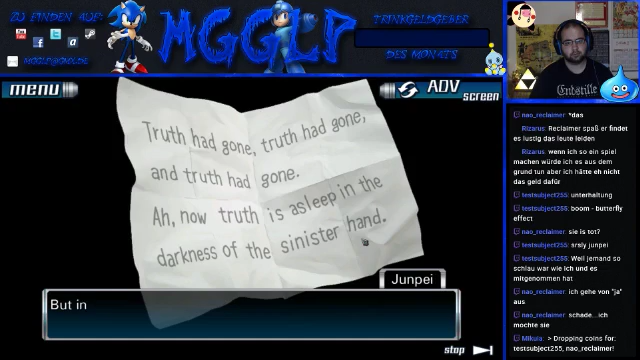 ZU FINDEN AUF:
MGGLP@GMX.DE
MGGLP
TRINKGELDGEBER
DES MONATS
menu
ADV
screen
Truth had gone, truth had gone,
and truth had gone.
Ah, now truth is asleep in the
darkness of the sinister hand.
Junpei
But in
stop
Entstille
nao_reclaimer: *das
Rizarus: Reclaimer spaß er findet
es lustig das leute leiden
Rizarus: wenn ich so ein spiel
machen würde ich es aus dem
grund tun aber ich hätte eh nicht
das geld dafür
testsubject255: unterhaltung
testsubject255: boom - butterfly
effect
nao_reclaimer: sie is tot?
testsubject255: srsly junpei
testsubject255: Weil jemand so
schlau war wie ich und es
mitgenommen hat
nao_reclaimer: ich gehe von "ja"
aus
nao_reclaimer: schade...ich
mochte sie
Mikula: > Dropping coins for:
testsubject255, nao_reclaimer!